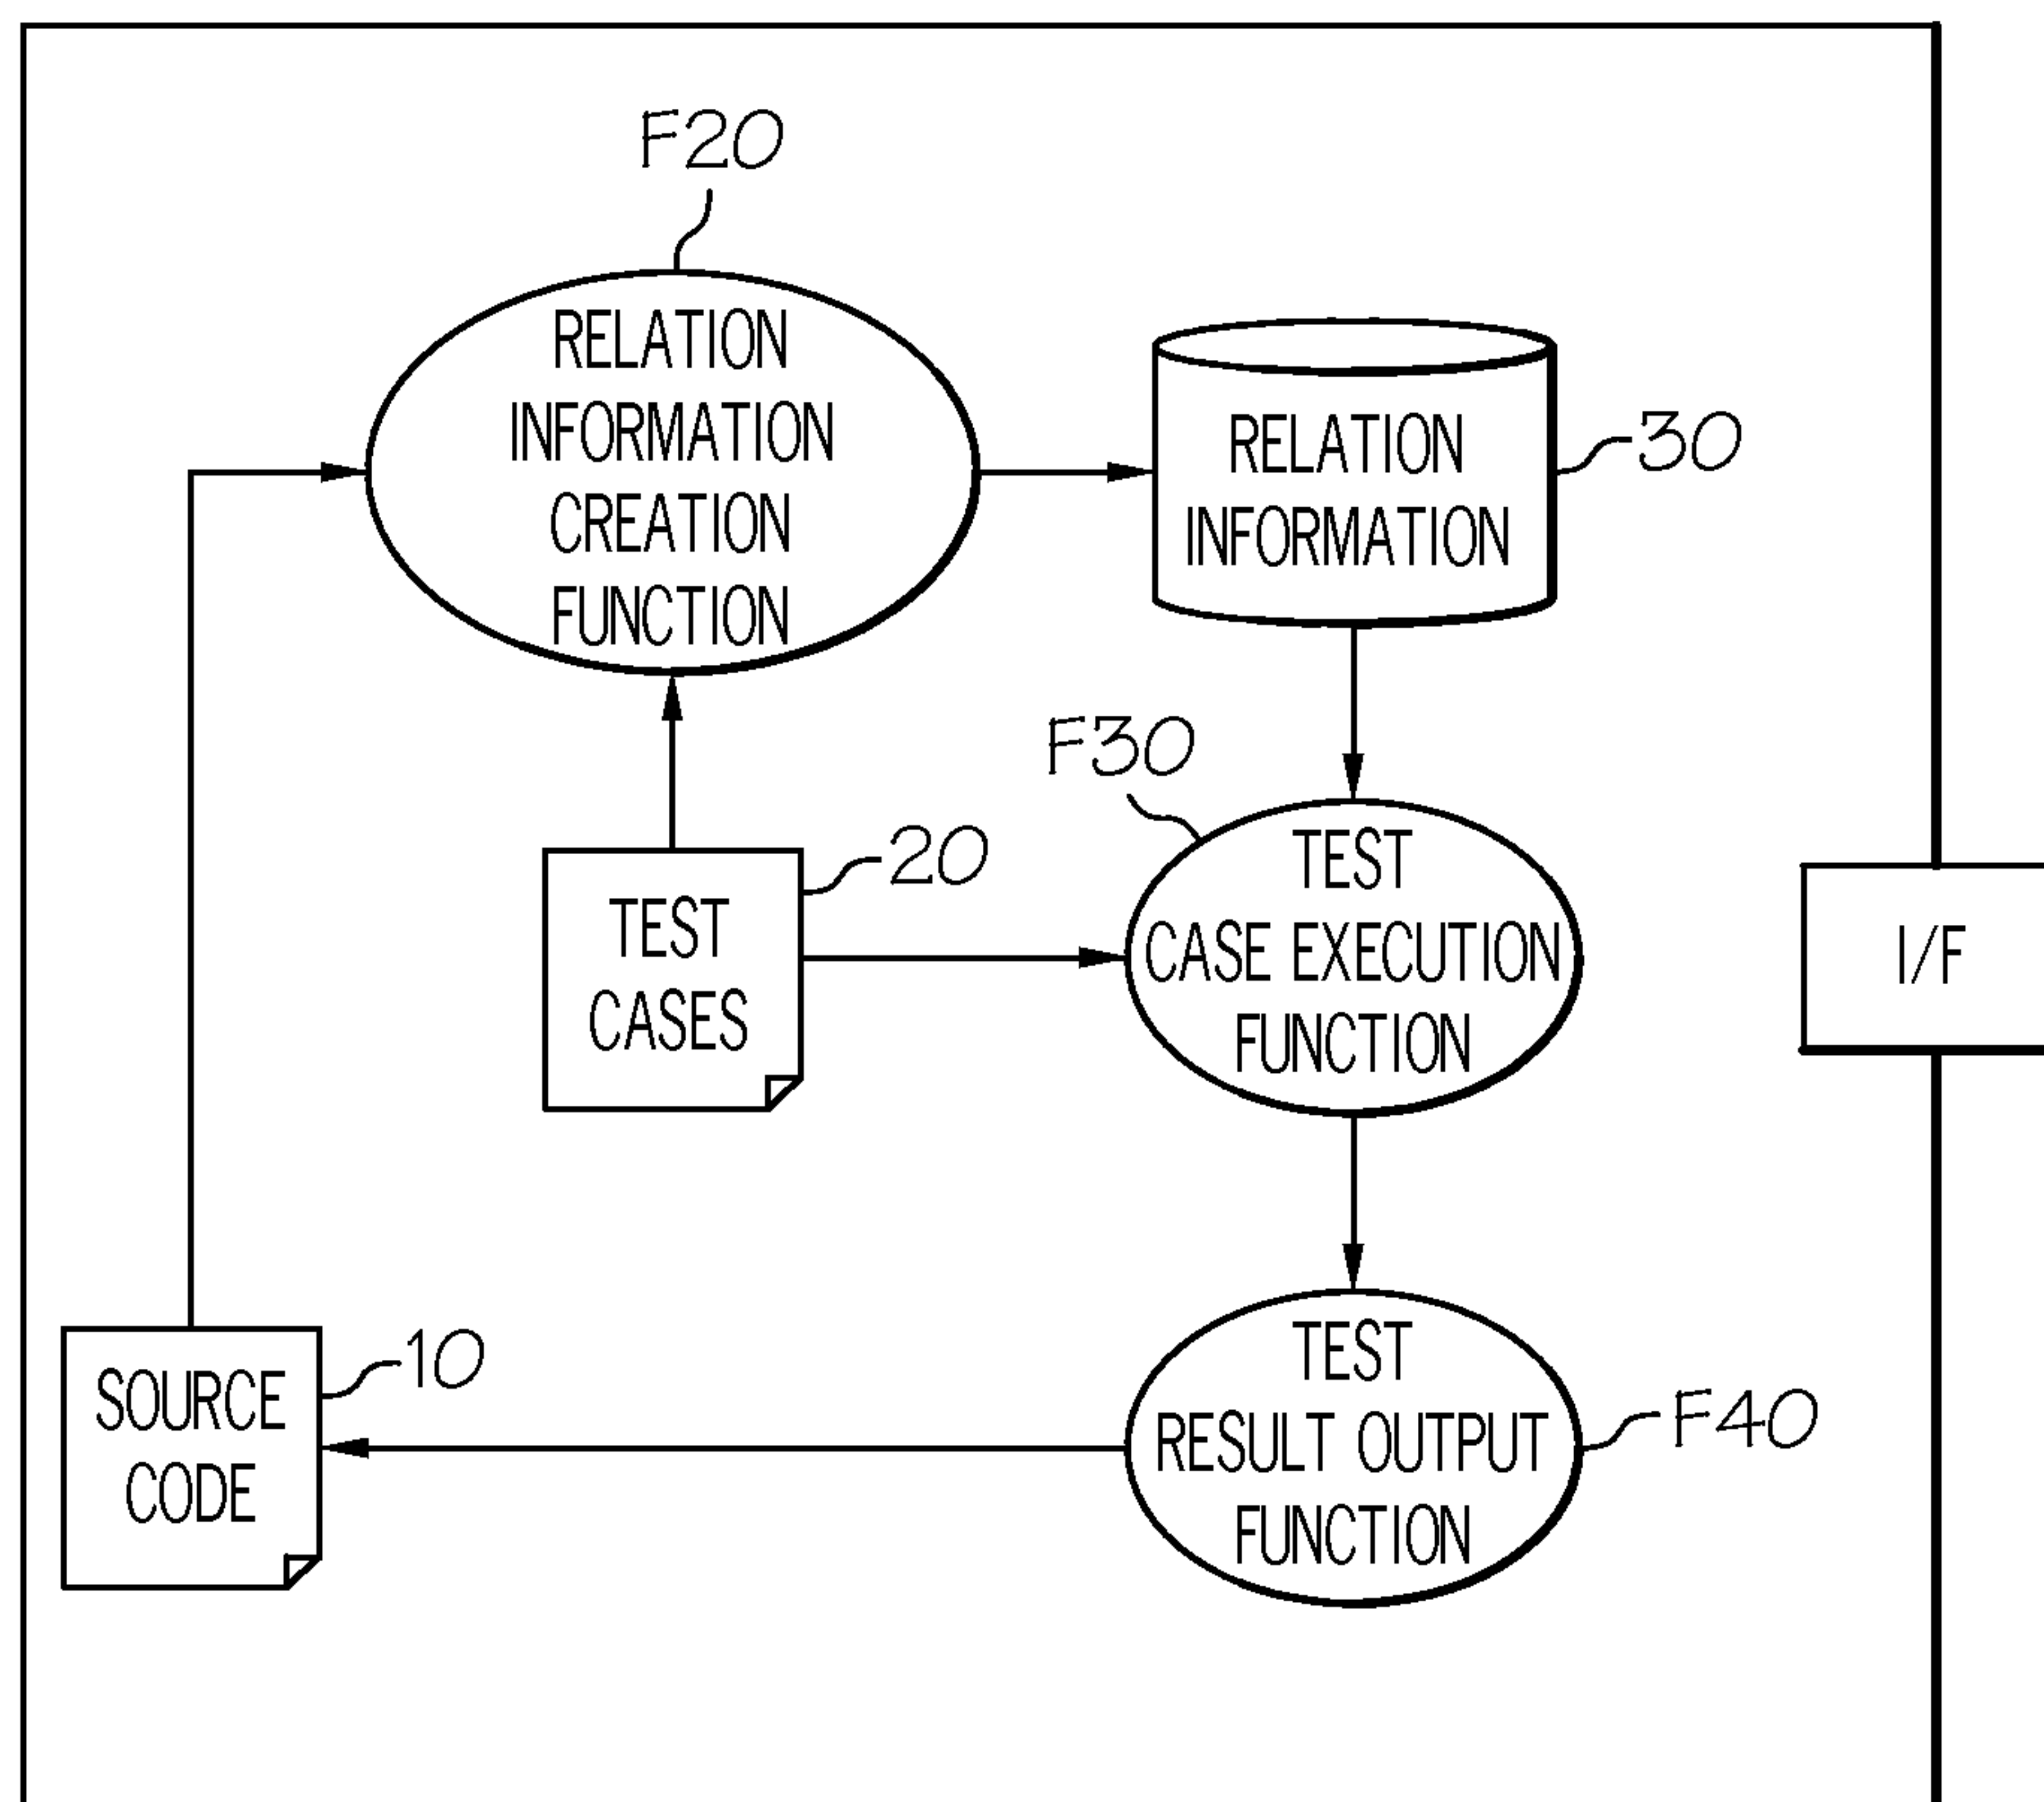 F20
RELATION
INFORMATION
CREATION
FUNCTION
RELATION
INFORMATION
30
F30
TEST
CASE EXECUTION
FUNCTION
20
TEST
CASES
I/F
10
SOURCE
CODE
TEST
RESULT OUTPUT
FUNCTION
F40